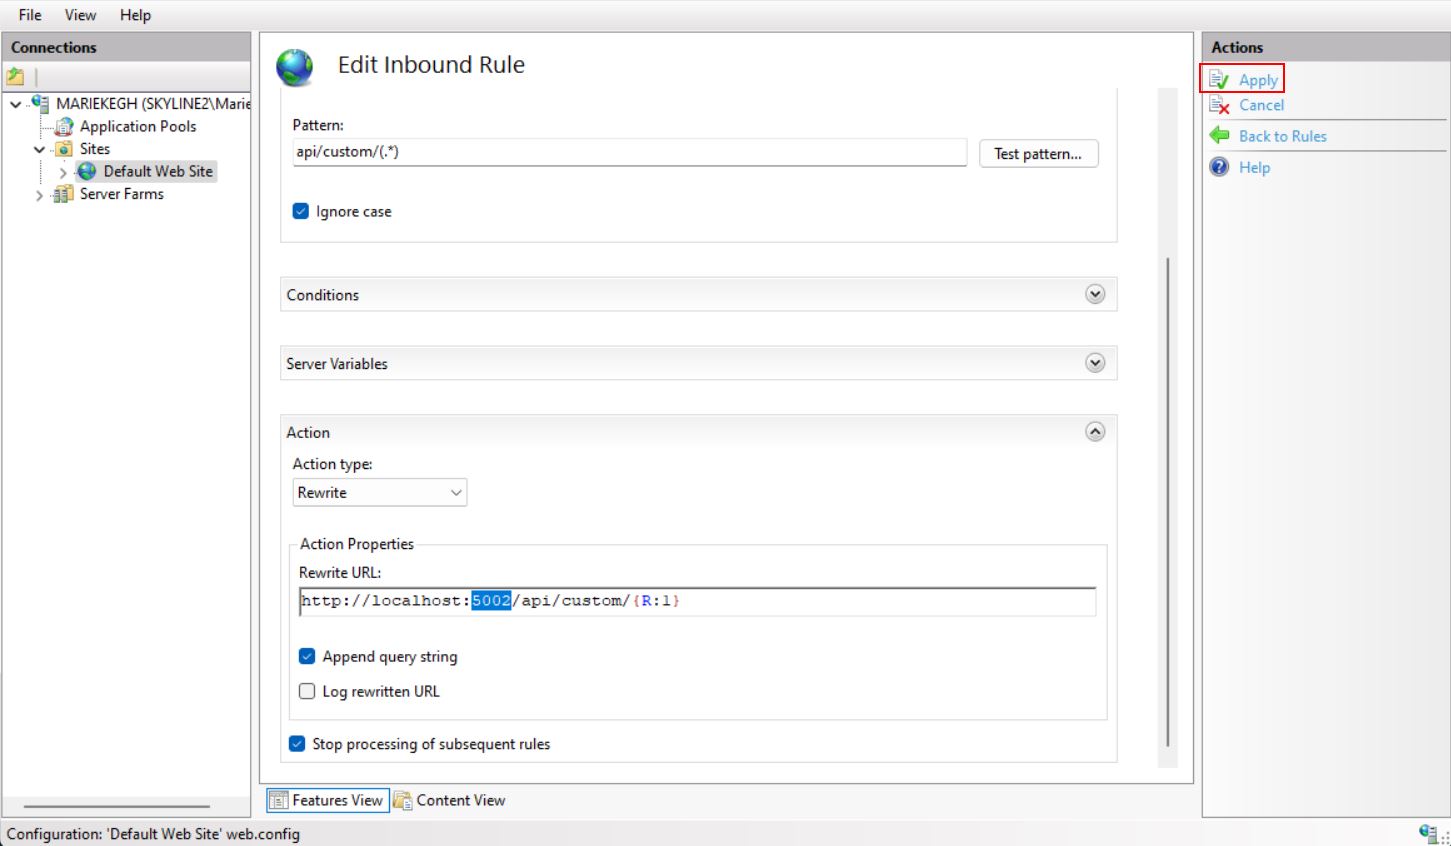 File View Help
Connections
MARIEKEGH (SKYLINE2\Marie
Application Pools
Sites
Default Web Site
Server Farms
Edit Inbound Rule
Pattern:
api/custom/(.*)
Test pattern...
Ignore case
Conditions
Server Variables
Action
Action type:
Rewrite
Action Properties
Rewrite URL:
http://localhost:5002/api/custom/{R:1}
Append query string
Log rewritten URL
Stop processing of subsequent rules
Features View Content View
Actions
Apply
Cancel
Back to Rules
Help
Configuration: 'Default Web Site' web.config